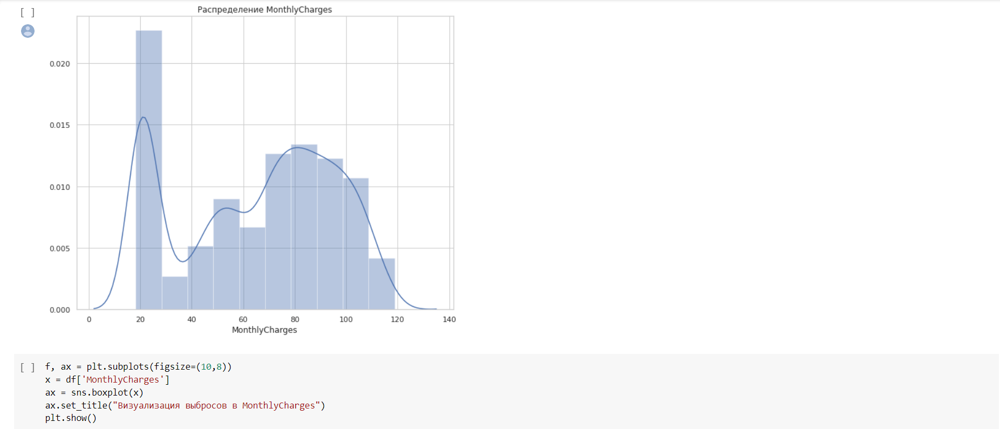 [ ]
Распределение MonthlyCharges
0.020
0.015
0.010
0.005
0.000
0 20 40 60 80 100 120 140
MonthlyCharges
[ ] f, ax = plt.subplots(figsize=(10,8))
x = df['MonthlyCharges']
ax = sns.boxplot(x)
ax.set_title("Визуализация выбросов в MonthlyCharges")
plt.show()